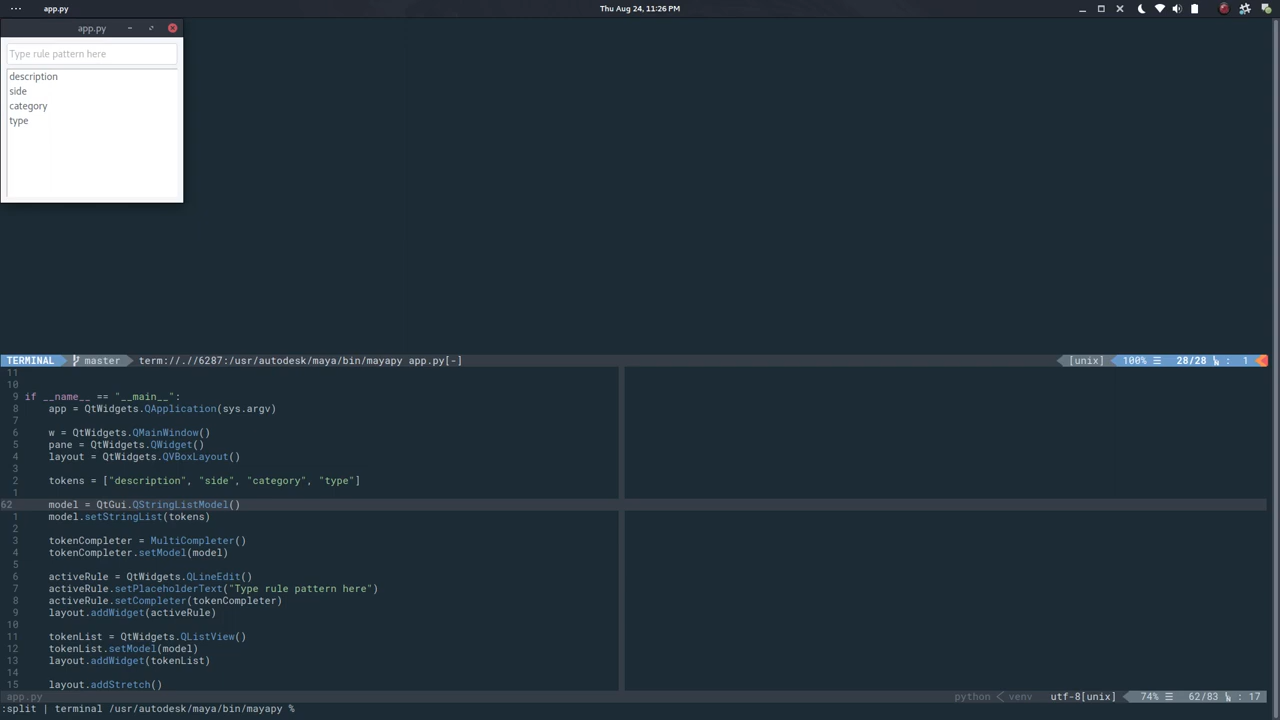 app.py
Thu Aug 24, 11:26 PM
app.py
Type rule pattern here
description
side
category
type
TERMINAL master term://.//6287:/usr/autodesk/maya/bin/mayapy app.py[-] [unix] 100% ☰ 28/28 ㏑ : 1
11
10
9 if __name__ == "__main__":
8 app = QtWidgets.QApplication(sys.argv)
7
6 w = QtWidgets.QMainWindow()
5 pane = QtWidgets.QWidget()
4 layout = QtWidgets.QVBoxLayout()
3
2 tokens = ["description", "side", "category", "type"]
1
62 model = QtGui.QStringListModel()
1 model.setStringList(tokens)
2
3 tokenCompleter = MultiCompleter()
4 tokenCompleter.setModel(model)
5
6 activeRule = QtWidgets.QLineEdit()
7 activeRule.setPlaceholderText("Type rule pattern here")
8 activeRule.setCompleter(tokenCompleter)
9 layout.addWidget(activeRule)
10
11 tokenList = QtWidgets.QListView()
12 tokenList.setModel(model)
13 layout.addWidget(tokenList)
14
15 layout.addStretch()
app.py python < venv utf-8[unix] 74% ☰ 62/83 ㏑ : 17
:split | terminal /usr/autodesk/maya/bin/mayapy %